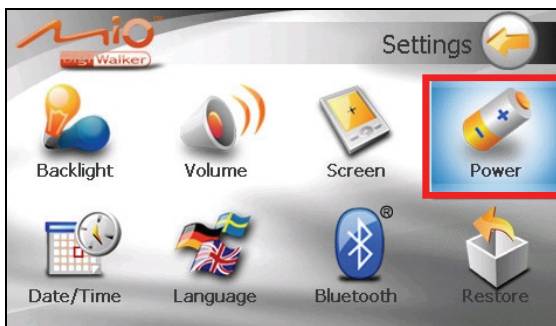 Mio
DigiWalker
Settings
Backlight
Volume
Screen
Power
Date/Time
Language
Bluetooth
®
Restore